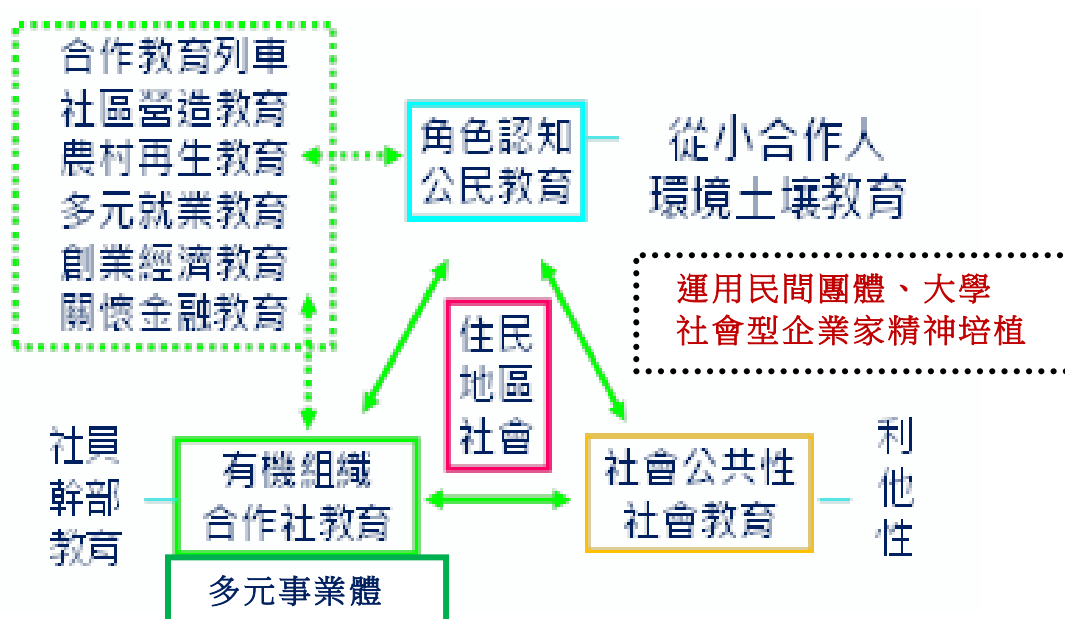 合作教育列車
社區營造教育
農村再生教育
多元就業教育
創業經濟教育
關懷金融教育
角色認知
公民教育
從小合作人
環境土壤教育
運用民間團體、大學
社會型企業家精神培植
住民
地區
社會
社員
幹部
教育
有機組織
合作社教育
多元事業體
社會公共性
社會教育
利
他
性